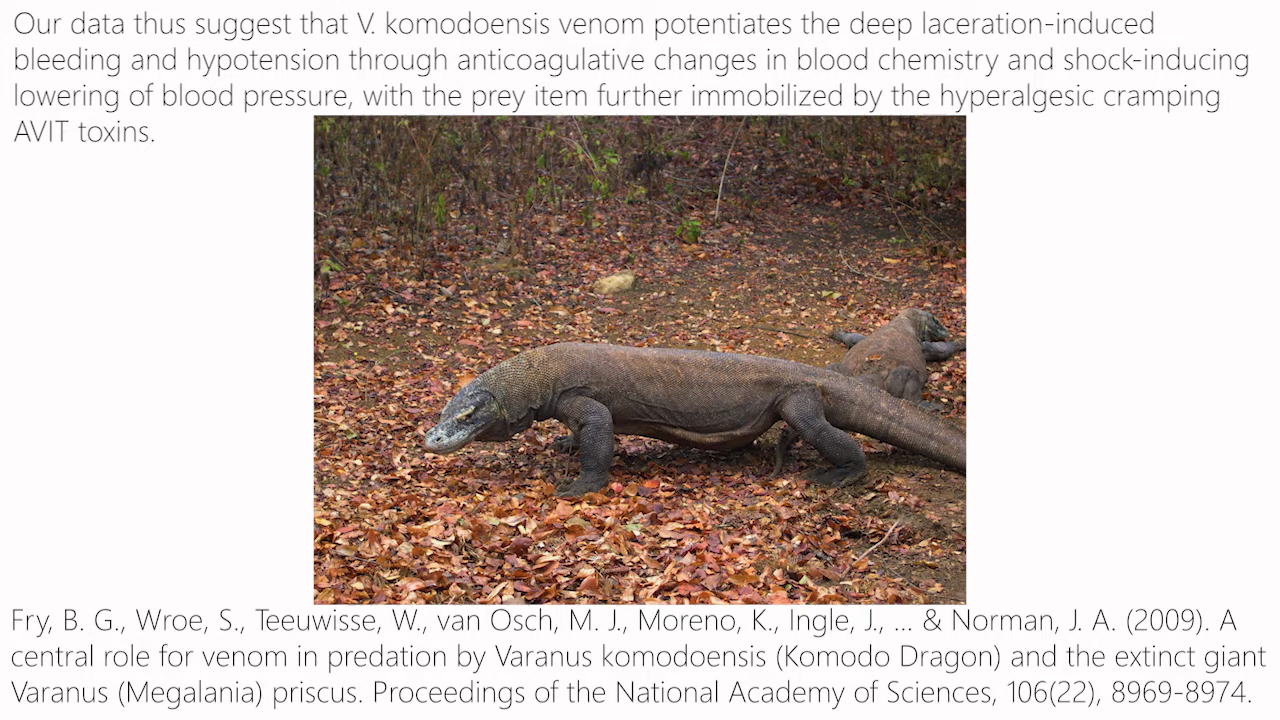 Our data thus suggest that V. komodoensis venom potentiates the deep laceration-induced
bleeding and hypotension through anticoagulative changes in blood chemistry and shock-inducing
lowering of blood pressure, with the prey item further immobilized by the hyperalgesic cramping
AVIT toxins.
Fry, B. G., Wroe, S., Teeuwisse, W., van Osch, M. J., Moreno, K., Ingle, J., ... & Norman, J. A. (2009). A
central role for venom in predation by Varanus komodoensis (Komodo Dragon) and the extinct giant
Varanus (Megalania) priscus. Proceedings of the National Academy of Sciences, 106(22), 8969-8974.